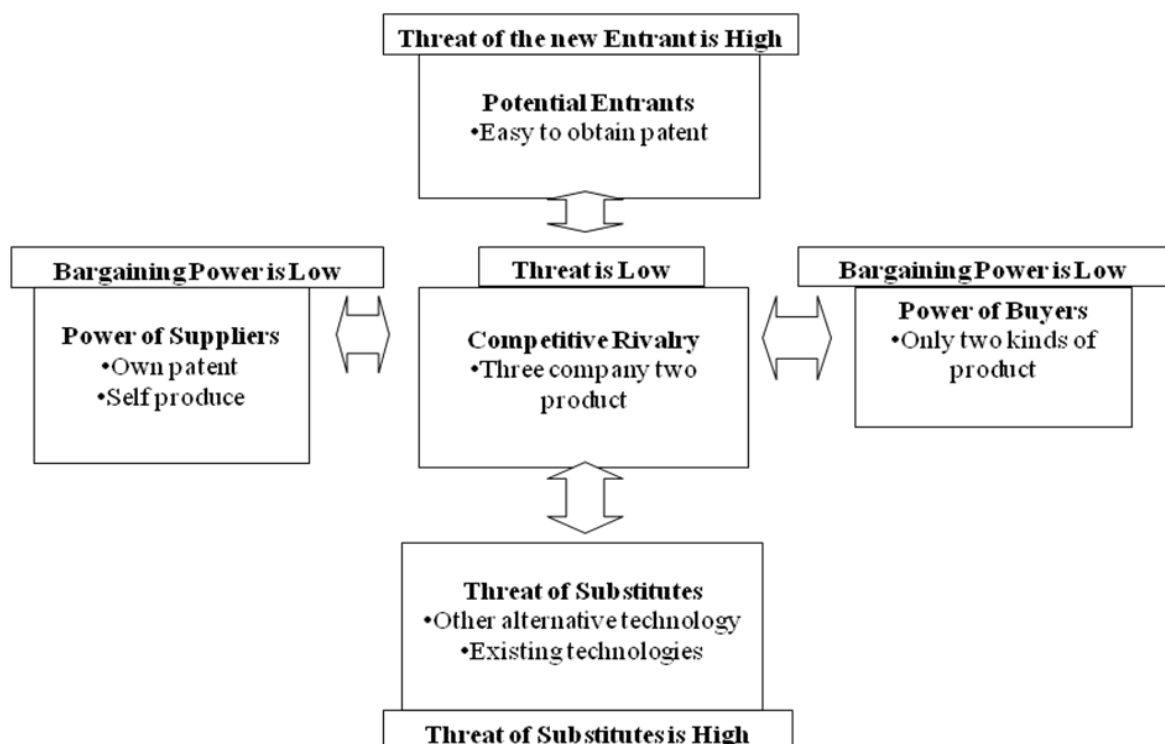 Threat of the new Entrant is High
Potential Entrants
•Easy to obtain patent
Bargaining Power is Low
Power of Suppliers
•Own patent
•Self produce
Threat is Low
Competitive Rivalry
•Three company two
product
Bargaining Power is Low
Power of Buyers
•Only two kinds of
product
Threat of Substitutes
•Other alternative technology
•Existing technologies
Threat of Substitutes is High